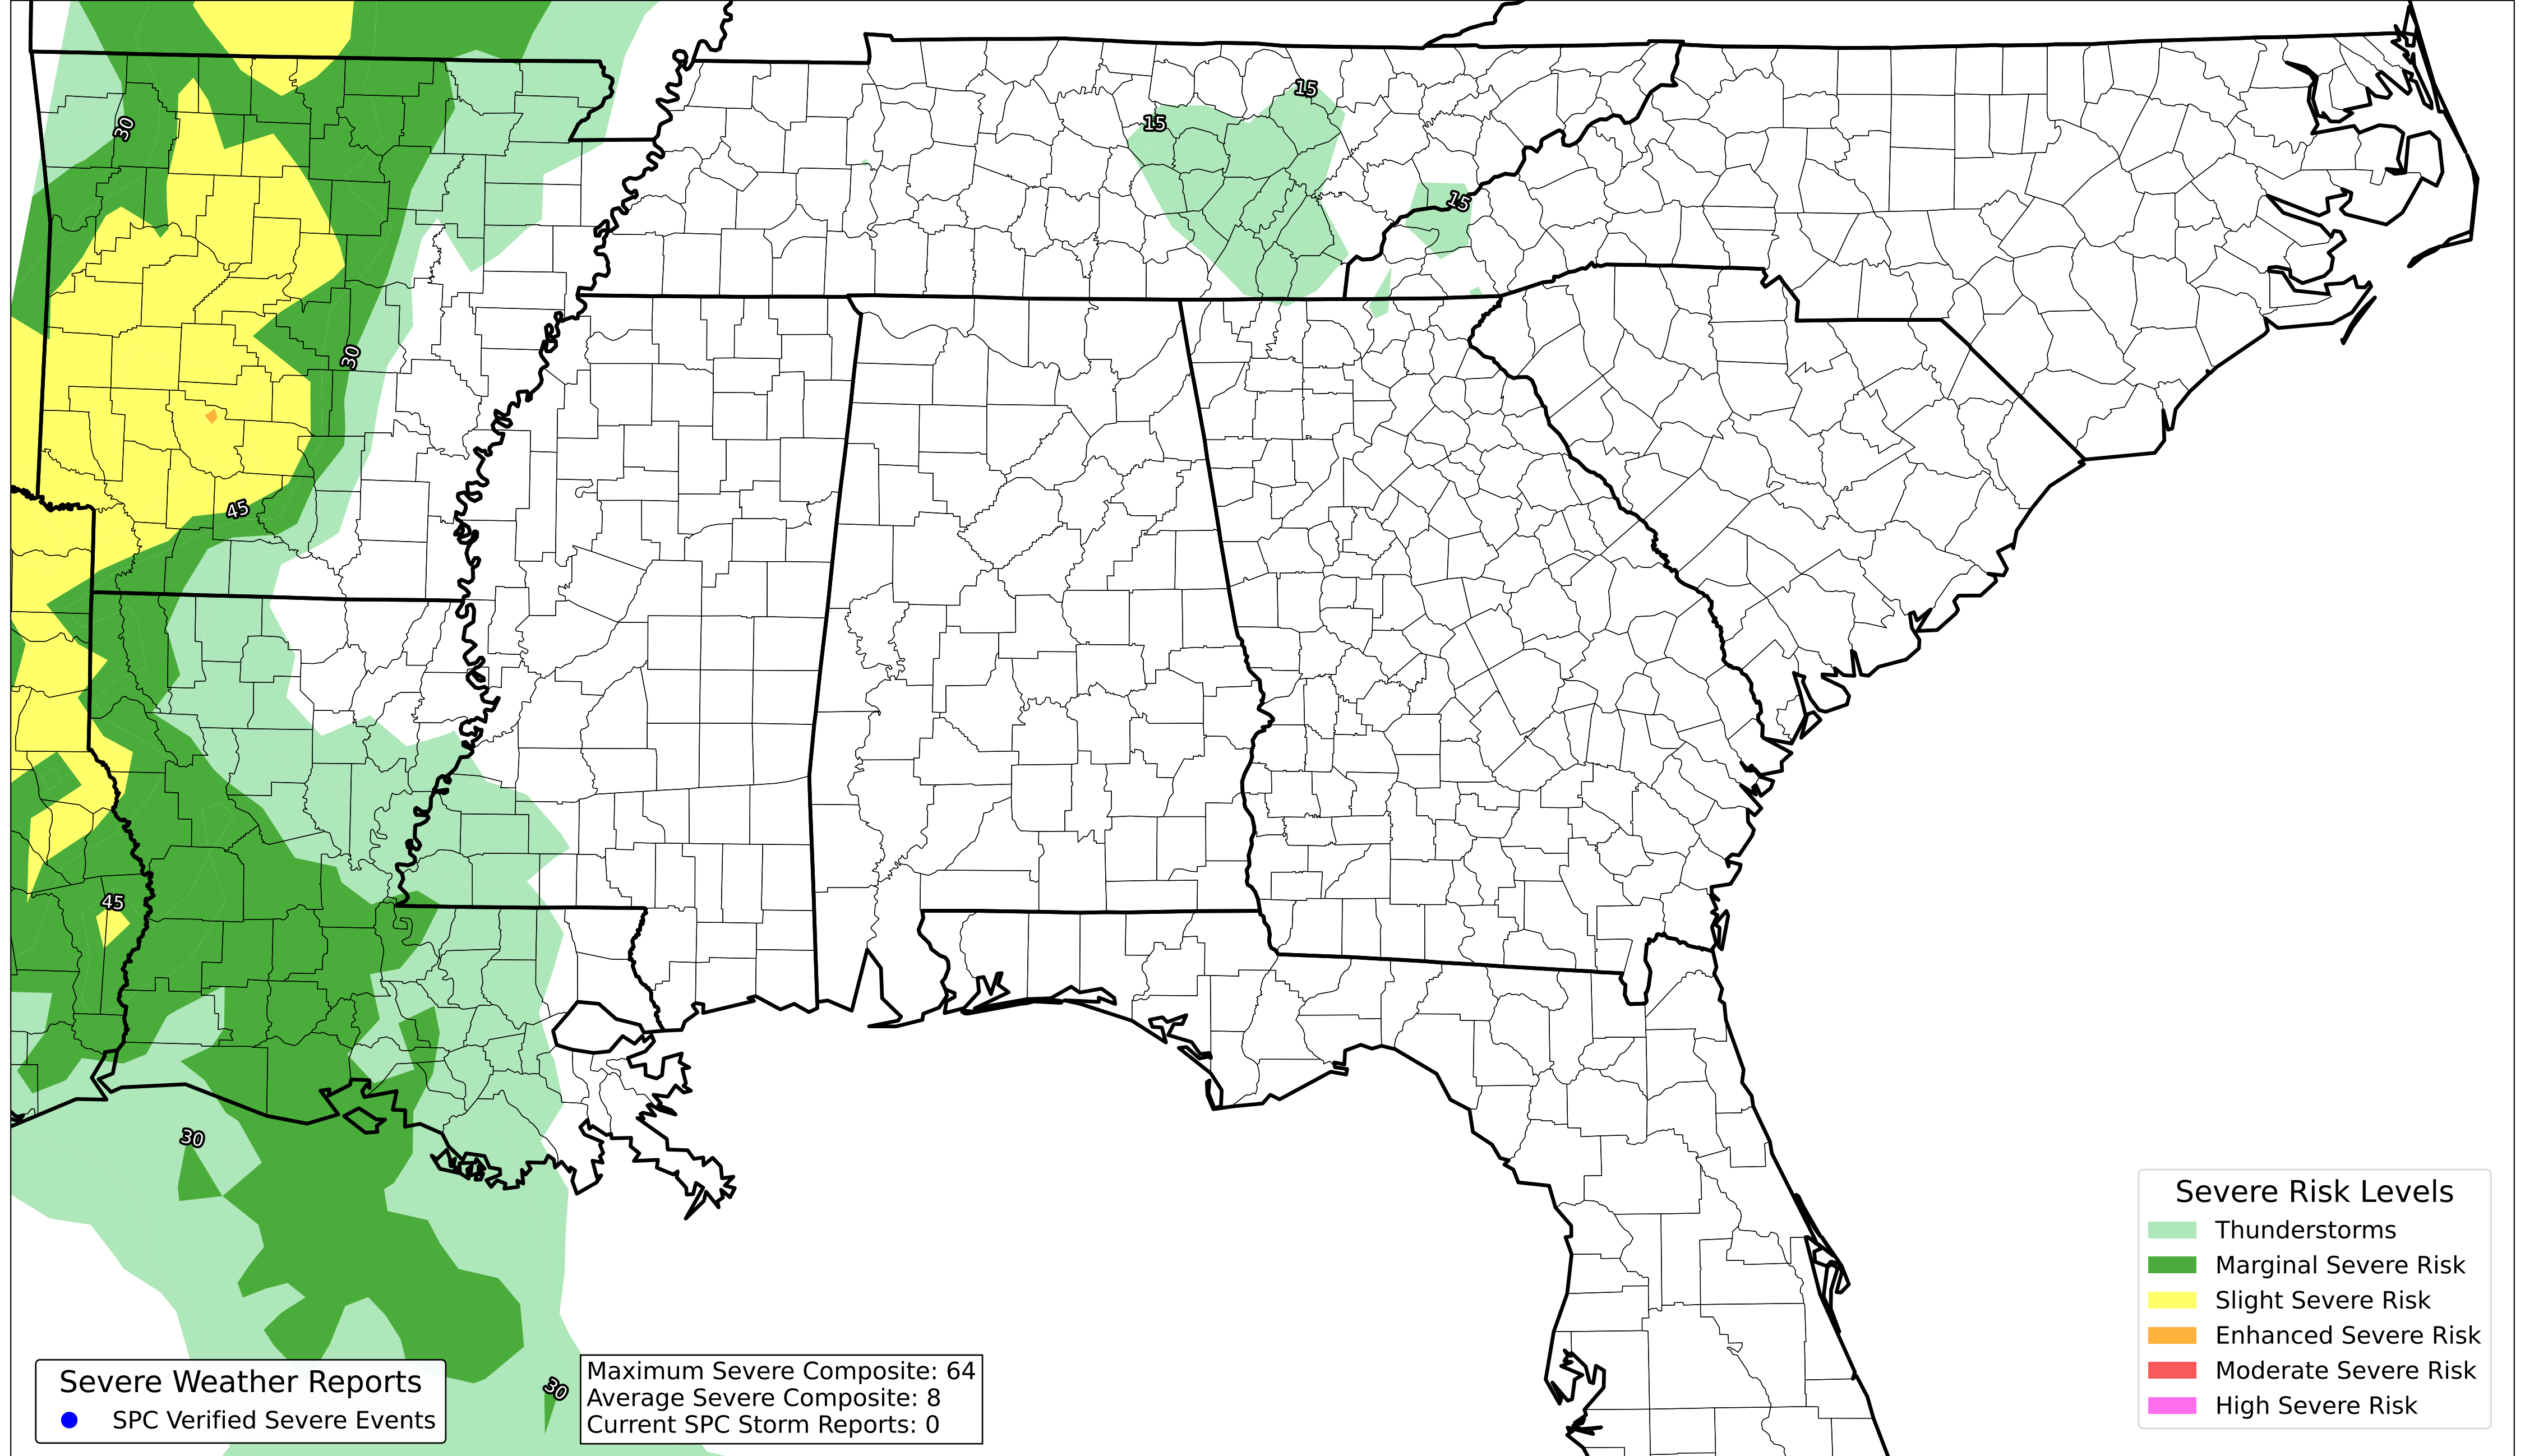 15
15
30
15
30
45
45
30
30
Severe Weather Reports
SPC Verified Severe Events
Maximum Severe Composite: 64
Average Severe Composite: 8
Current SPC Storm Reports: 0
Severe Risk Levels
Thunderstorms
Marginal Severe Risk
Slight Severe Risk
Enhanced Severe Risk
Moderate Severe Risk
High Severe Risk